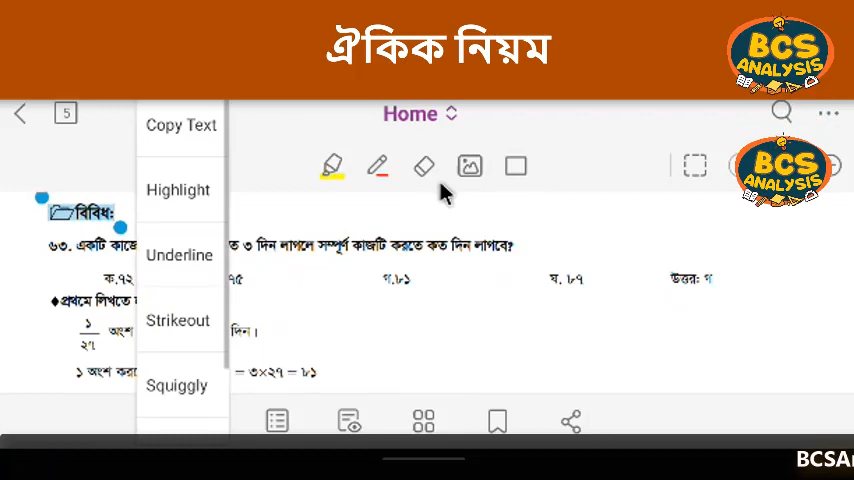 ঐকিক নিয়ম
BCS
ANALYSIS
5
Home
Copy Text
Highlight
Underline
Strikeout
Squiggly
BCS
ANALYSIS
বিবিধ:
৬৩. একটি কাজে ত ৩ দিন লাগলে সম্পূর্ণ কাজটি করতে কত দিন লাগবে?
ক.৭২ ৭৫ গ.৮১ ঘ. ৮৭ উত্তর: গ
♦প্রথমে লিখতে
১/২৭ অংশ দিন।
১ অংশ কর = ৩×২৭ = ৮১
BCSAn